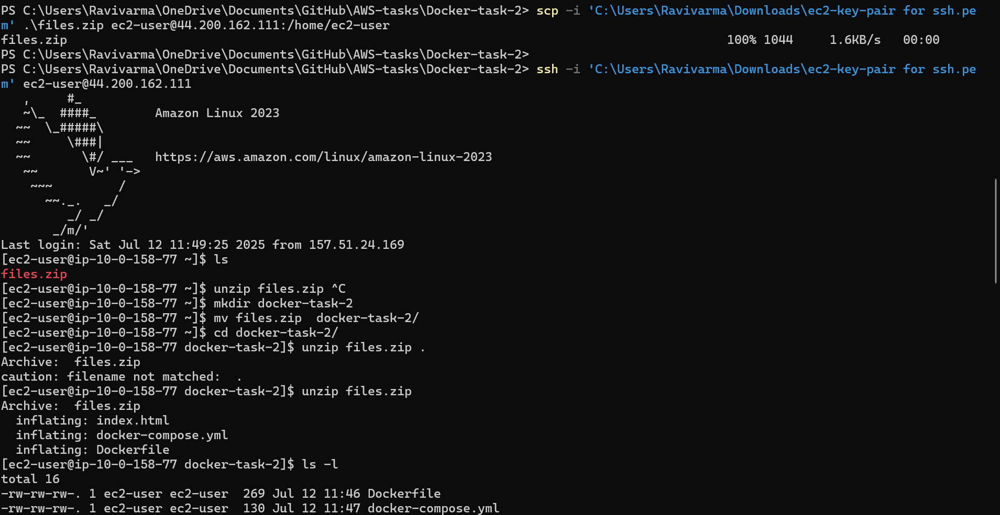 PS C:\Users\Ravivarma\OneDrive\Documents\GitHub\AWS-tasks\Docker-task-2> scp -i 'C:\Users\Ravivarma\Downloads\ec2-key-pair for ssh.pe
m' .\files.zip ec2-user@44.200.162.111:/home/ec2-user
files.zip                                                                                          100% 1044     1.6KB/s   00:00
PS C:\Users\Ravivarma\OneDrive\Documents\GitHub\AWS-tasks\Docker-task-2>
PS C:\Users\Ravivarma\OneDrive\Documents\GitHub\AWS-tasks\Docker-task-2> ssh -i 'C:\Users\Ravivarma\Downloads\ec2-key-pair for ssh.pe
m' ec2-user@44.200.162.111
   ,     #_
   ~\_  ####_        Amazon Linux 2023
  ~~  \_#####\
  ~~     \###|
  ~~       \#/ ___   https://aws.amazon.com/linux/amazon-linux-2023
   ~~       V~' '->
    ~~~         /
      ~~._.   _/
         _/ _/
       _/m/'
Last login: Sat Jul 12 11:49:25 2025 from 157.51.24.169
[ec2-user@ip-10-0-158-77 ~]$ ls
files.zip
[ec2-user@ip-10-0-158-77 ~]$ unzip files.zip ^C
[ec2-user@ip-10-0-158-77 ~]$ mkdir docker-task-2
[ec2-user@ip-10-0-158-77 ~]$ mv files.zip  docker-task-2/
[ec2-user@ip-10-0-158-77 ~]$ cd docker-task-2/
[ec2-user@ip-10-0-158-77 docker-task-2]$ unzip files.zip .
Archive:  files.zip
caution: filename not matched:  .
[ec2-user@ip-10-0-158-77 docker-task-2]$ unzip files.zip
Archive:  files.zip
  inflating: index.html
  inflating: docker-compose.yml
  inflating: Dockerfile
[ec2-user@ip-10-0-158-77 docker-task-2]$ ls -l
total 16
-rw-rw-rw-. 1 ec2-user ec2-user  269 Jul 12 11:46 Dockerfile
-rw-rw-rw-. 1 ec2-user ec2-user  130 Jul 12 11:47 docker-compose.yml